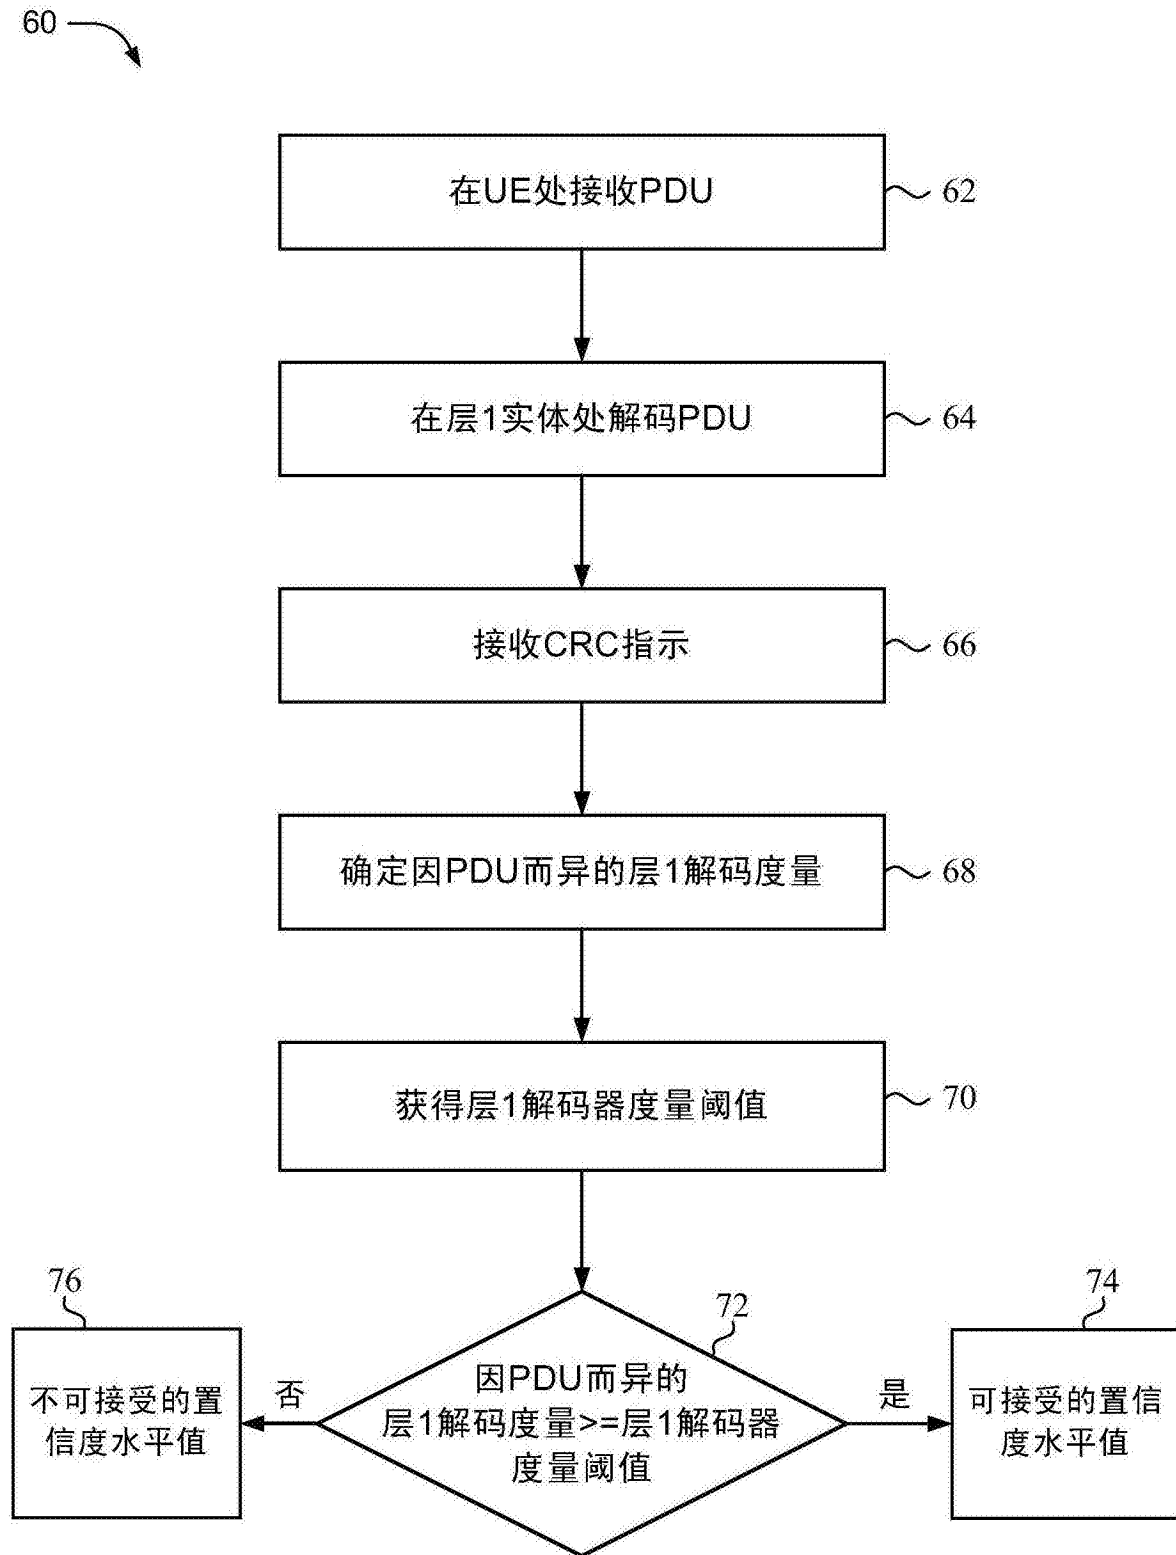 60
在UE处接收PDU
62
在层1实体处解码PDU
64
接收CRC指示
66
确定因PDU而异的层1解码度量
68
获得层1解码器度量阈值
70
76
72
74
不可接受的置
信度水平值
否
因PDU而异的
层1解码度量>=层1解码器
度量阈值
是
可接受的置信
度水平值